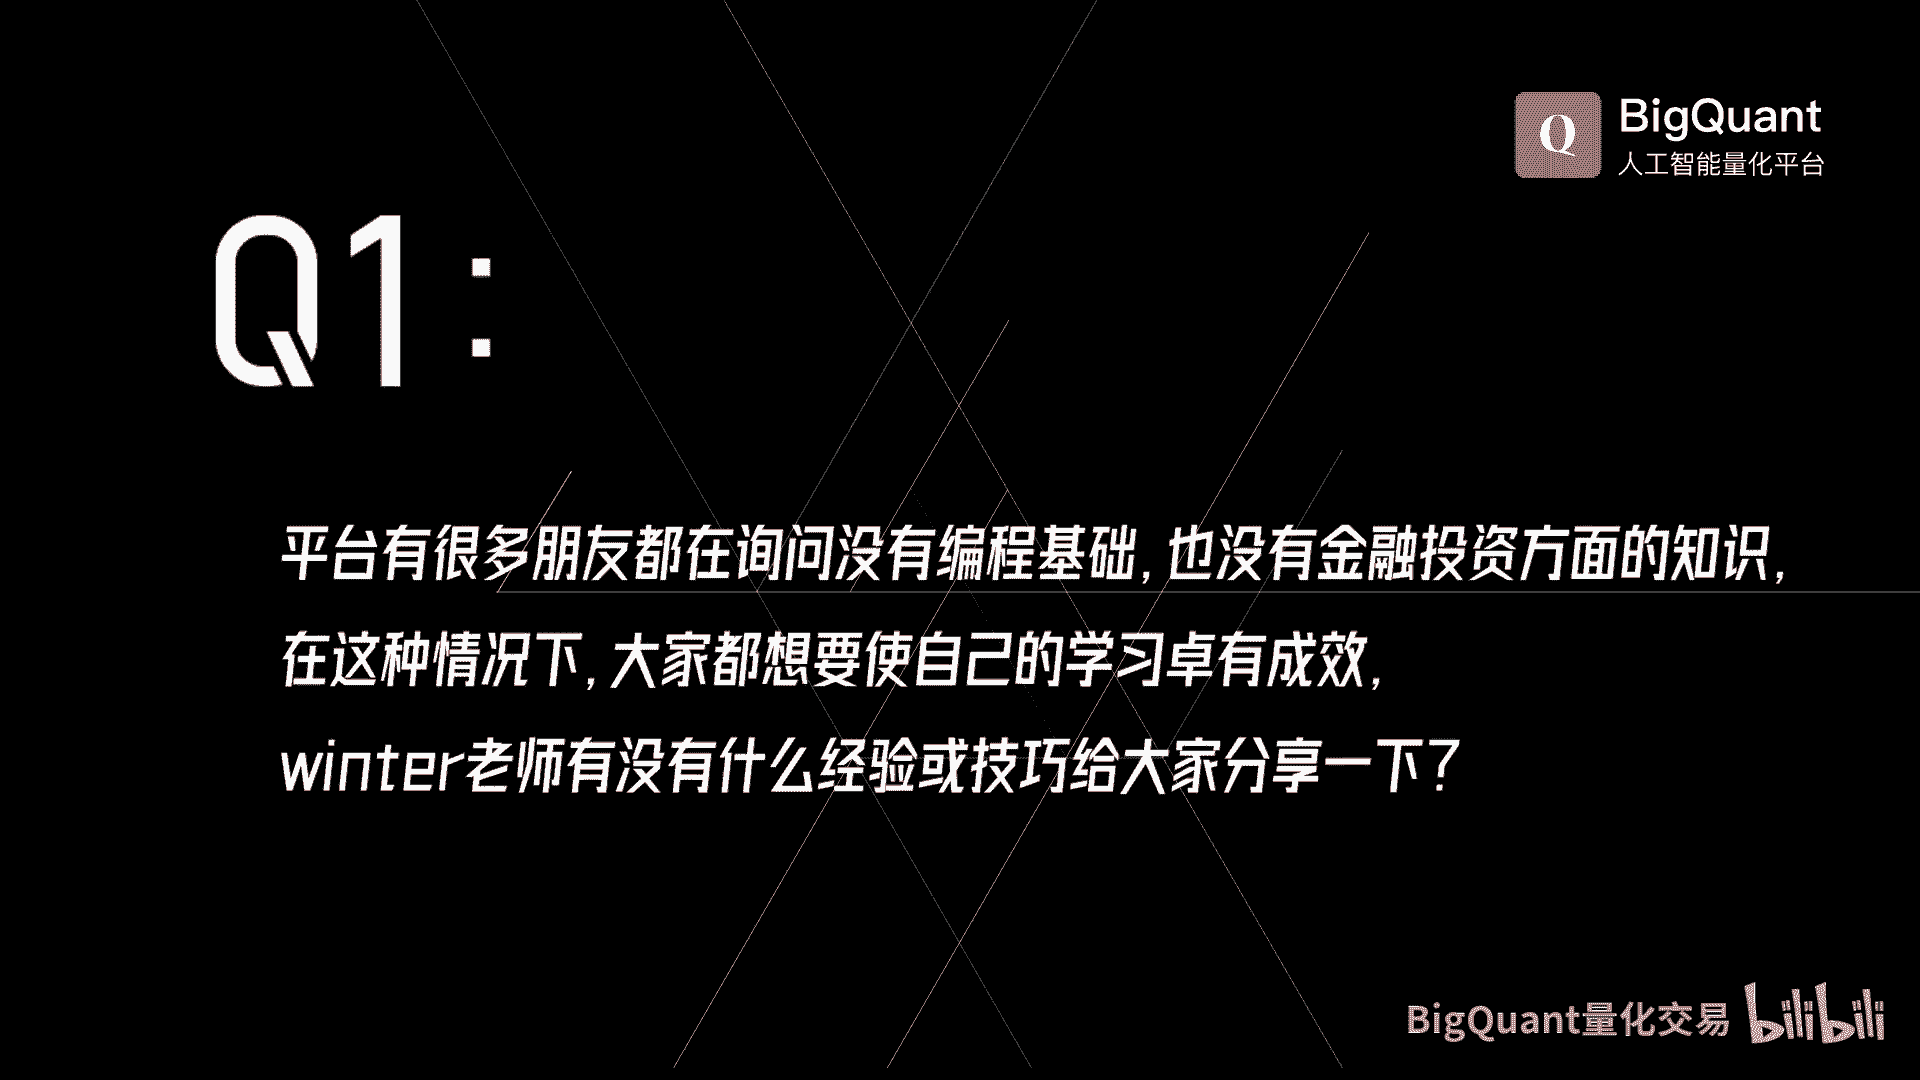 Q
BigQuant
人工智能量化平台
Q1:
平台有很多朋友都在询问没有编程基础,也没有金融投资方面的知识,
在这种情况下,大家都想要使自己的学习卓有成效,
winter老师有没有什么经验或技巧给大家分享一下?
BigQuant量化交易 bilibili